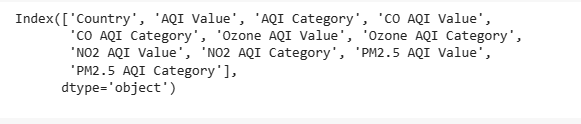 Index(['Country', 'AQI Value', 'AQI Category', 'CO AQI Value',
'CO AQI Category', 'Ozone AQI Value', 'Ozone AQI Category',
'NO2 AQI Value', 'NO2 AQI Category', 'PM2.5 AQI Value',
'PM2.5 AQI Category'],
dtype='object')